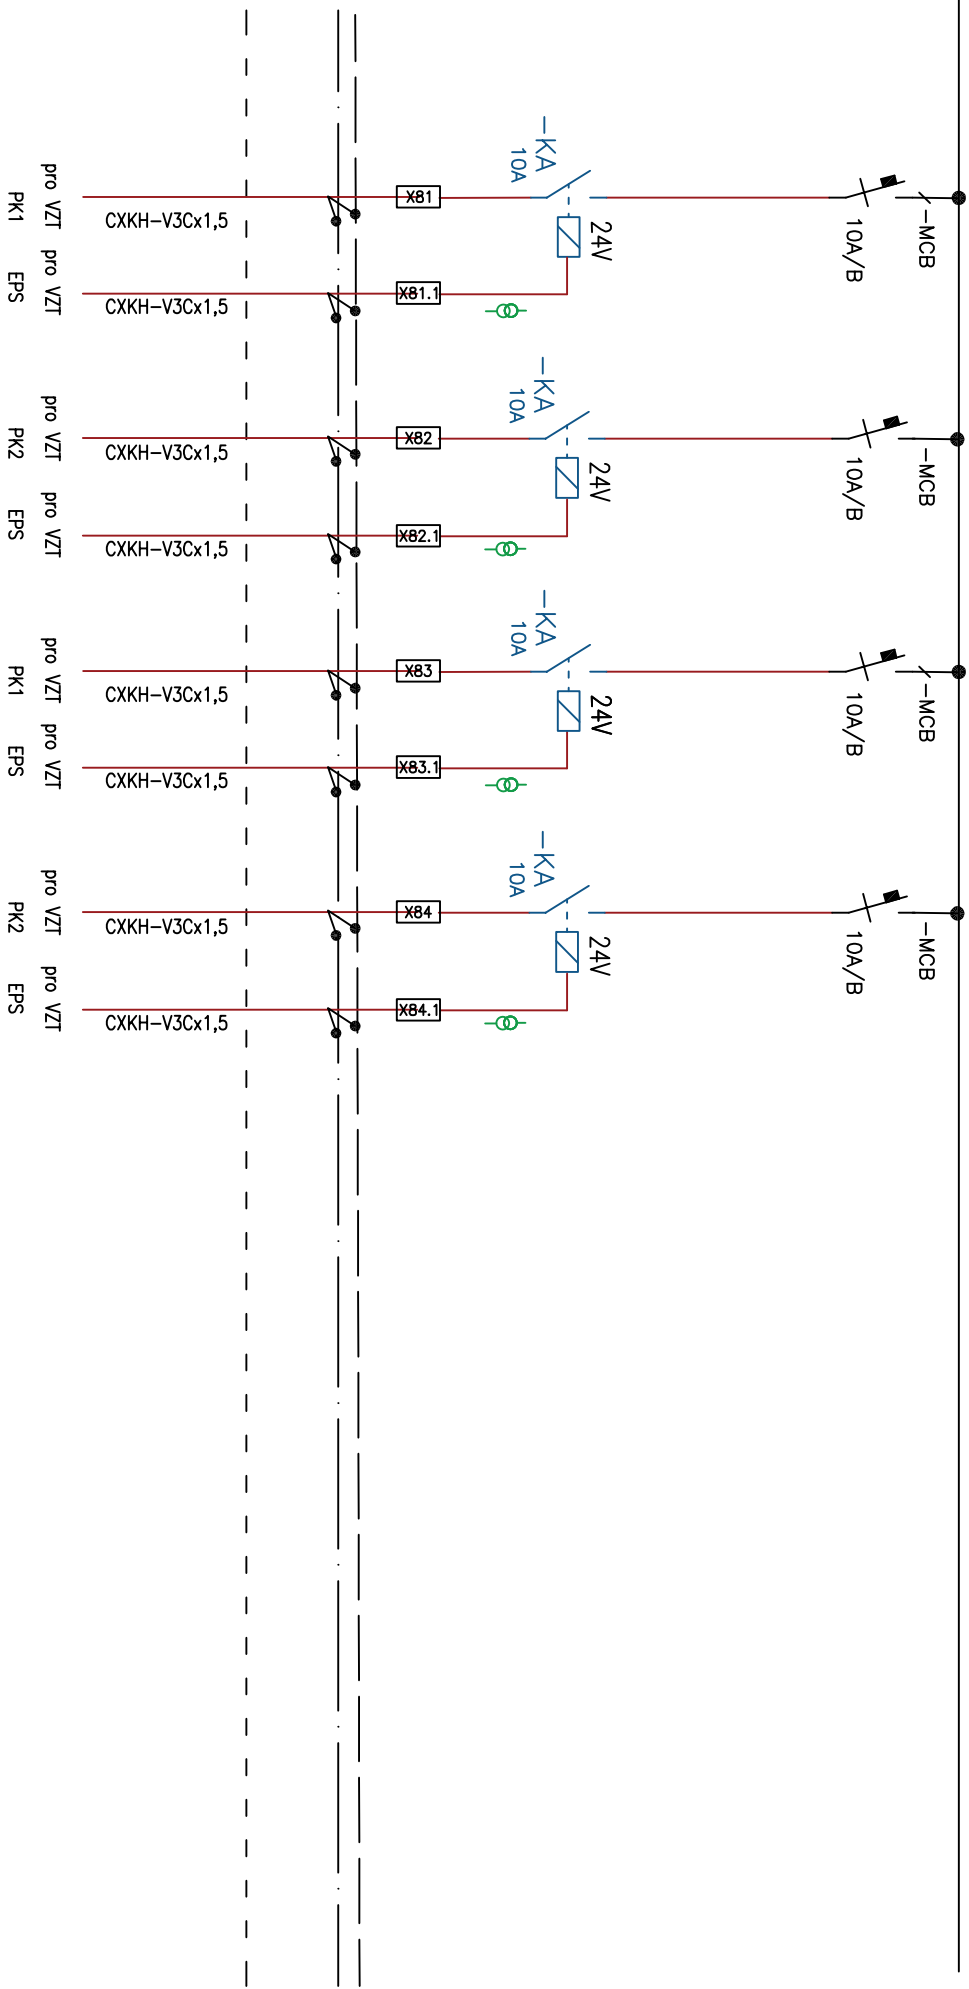 -MCB
10A/B
-KA
10A
24V
X81
CXKH-V3Cx1,5
pro VZT
PK1
X81.1
CXKH-V3Cx1,5
pro VZT
EPS
-MCB
10A/B
-KA
10A
24V
X82
CXKH-V3Cx1,5
pro VZT
PK2
X82.1
CXKH-V3Cx1,5
pro VZT
EPS
-MCB
10A/B
-KA
10A
24V
X83
CXKH-V3Cx1,5
pro VZT
PK1
X83.1
CXKH-V3Cx1,5
pro VZT
EPS
-MCB
10A/B
-KA
10A
24V
X84
CXKH-V3Cx1,5
pro VZT
PK2
X84.1
CXKH-V3Cx1,5
pro VZT
EPS